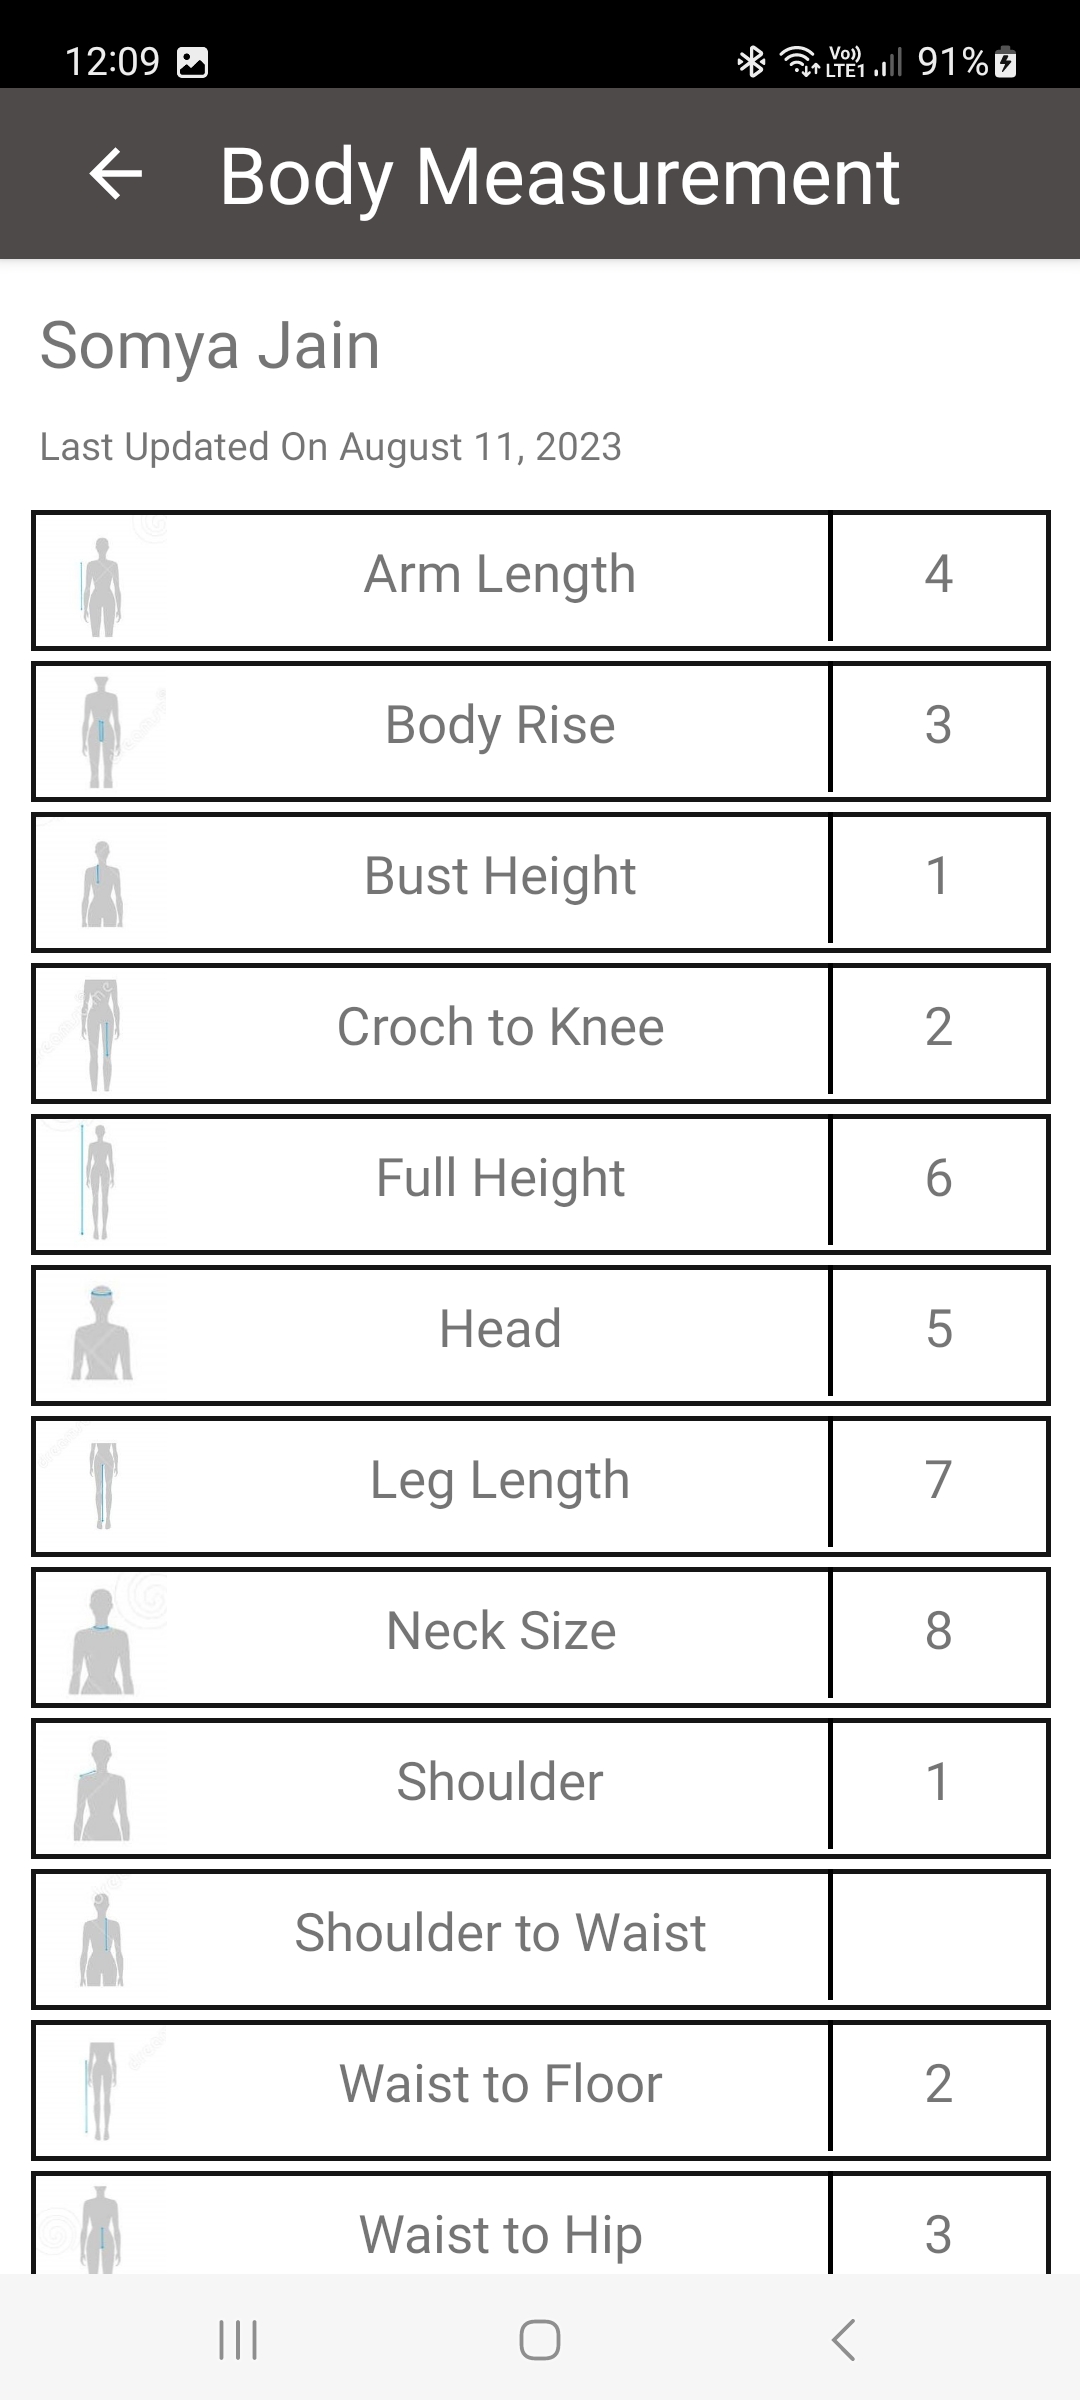 12:09 Vo)) LTE1 91%
Body Measurement
Somya Jain
Last Updated On August 11, 2023
Arm Length 4
Body Rise 3
Bust Height 1
Croch to Knee 2
Full Height 6
Head 5
Leg Length 7
Neck Size 8
Shoulder 1
Shoulder to Waist
Waist to Floor 2
Waist to Hip 3